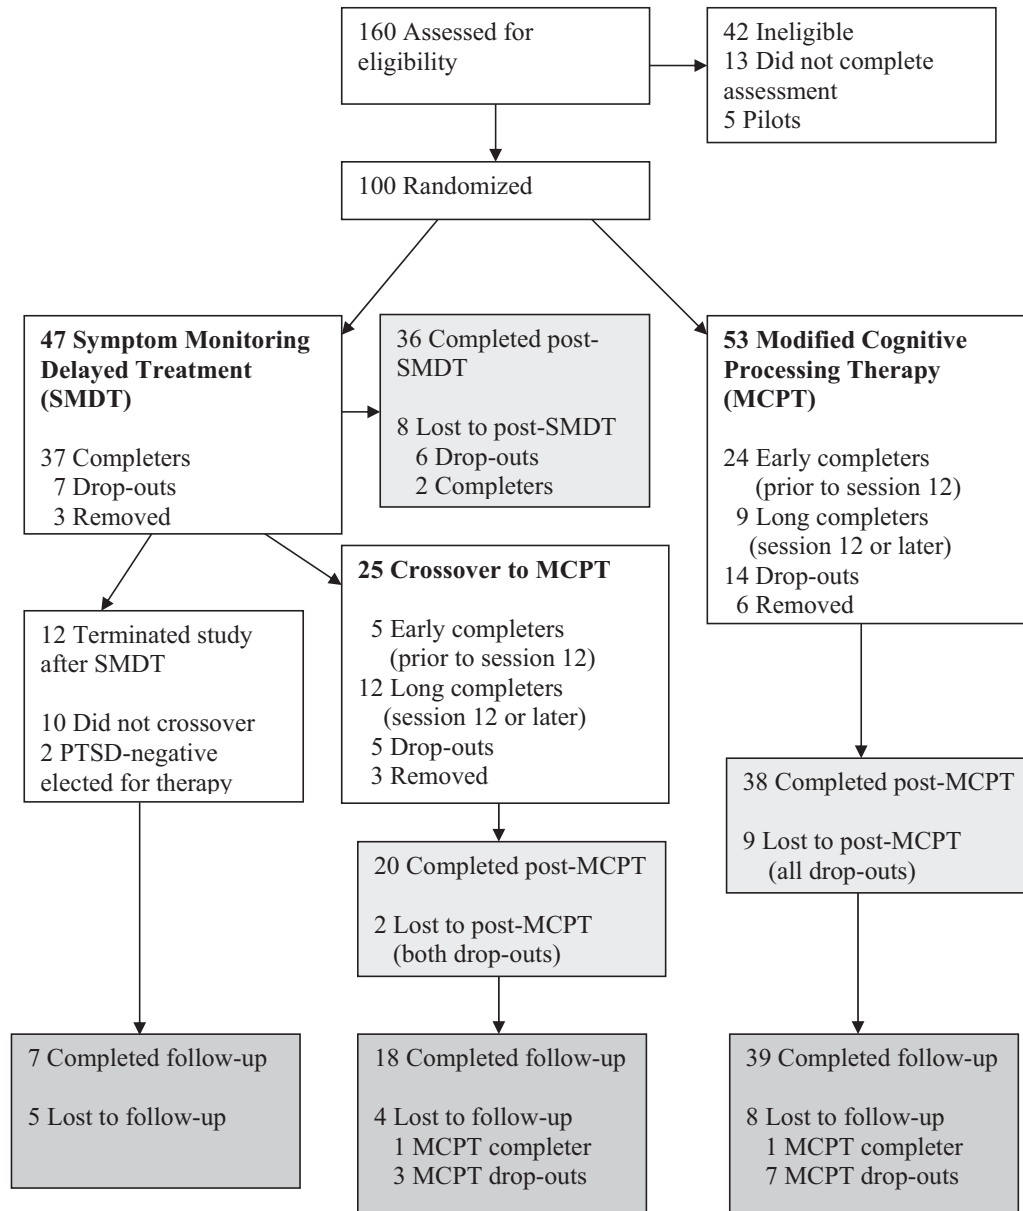 160 Assessed for
eligibility
42 Ineligible
13 Did not complete
assessment
5 Pilots
100 Randomized
47 Symptom Monitoring
Delayed Treatment
(SMDT)
37 Completers
7 Drop-outs
3 Removed
36 Completed post-
SMDT
8 Lost to post-SMDT
6 Drop-outs
2 Completers
53 Modified Cognitive
Processing Therapy
(MCPT)
24 Early completers
(prior to session 12)
9 Long completers
(session 12 or later)
14 Drop-outs
6 Removed
12 Terminated study
after SMDT
10 Did not crossover
2 PTSD-negative
elected for therapy
25 Crossover to MCPT
5 Early completers
(prior to session 12)
12 Long completers
(session 12 or later)
5 Drop-outs
3 Removed
38 Completed post-MCPT
9 Lost to post-MCPT
(all drop-outs)
20 Completed post-MCPT
2 Lost to post-MCPT
(both drop-outs)
7 Completed follow-up
5 Lost to follow-up
18 Completed follow-up
4 Lost to follow-up
1 MCPT completer
3 MCPT drop-outs
39 Completed follow-up
8 Lost to follow-up
1 MCPT completer
7 MCPT drop-outs